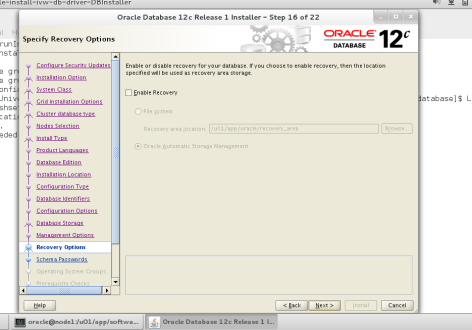 le-install-ivw-db-driver-DBInstaller
Oracle Database 12c Release 1 Installer - Step 16 of 22
Specify Recovery Options
ORACLE
DATABASE 12c
Configure Security Updates
Installation Option
System Class
Grid Installation Options
Cluster database type
Nodes Selection
Install Type
Product Languages
Database Edition
Installation Location
Configuration Type
Database Identifiers
Configuration Options
Database Storage
Management Options
Recovery Options
Schema Passwords
Operating System Groups
Prerequisite Checks
Enable or disable recovery for your database. If you choose to enable recovery, then the location
specified will be used as recovery area storage.
Enable Recovery
File system
Recovery area location: /u01/app/oracle/recovery_area
Browse...
Oracle Automatic Storage Management
database]$ L
Help
< Back
Next >
Install
Cancel
oracle@node1:/u01/app/softwa...
Oracle Database 12c Release 1 I...